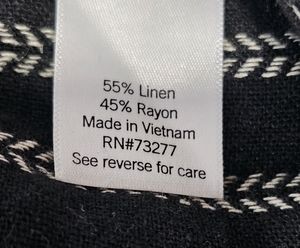 55% Linen
45% Rayon
Made in Vietnam
RN#73277
See reverse for care